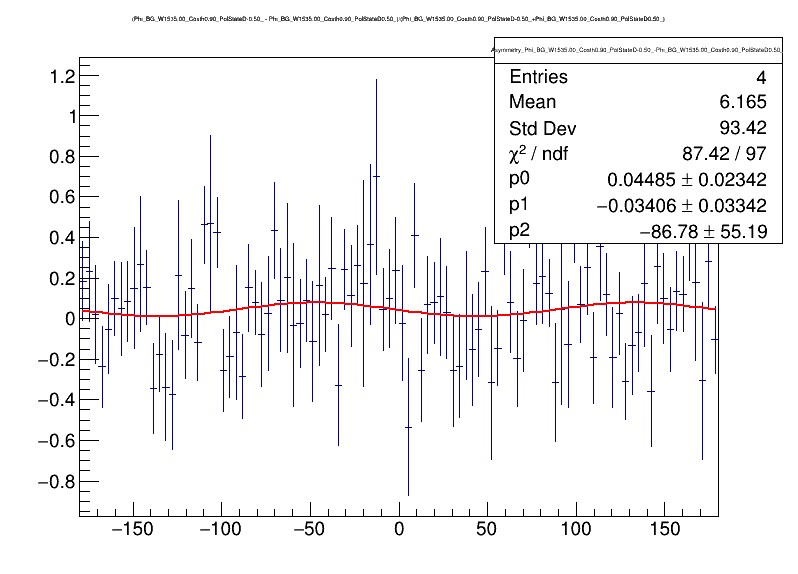 (Phi_BG_W1535.00_Costh0.90_PolStateD-0.50_ - Phi_BG_W1535.00_Costh0.90_PolStateD0.50_)/(Phi_BG_W1535.00_Costh0.90_PolStateD-0.50_+Phi_BG_W1535.00_Costh0.90_PolStateD0.50_)
Asymmetry_Phi_BG_W1535.00_Costh0.90_PolStateD-0.50_-Phi_BG_W1535.00_Costh0.90_PolStateD0.50_
Entries 4
Mean 6.165
Std Dev 93.42
χ² / ndf 87.42 / 97
p0 0.04485 ± 0.02342
p1 −0.03406 ± 0.03342
p2 −86.78 ± 55.19
1.2
1
0.8
0.6
0.4
0.2
0
−0.2
−0.4
−0.6
−0.8
−150 −100 −50 0 50 100 150